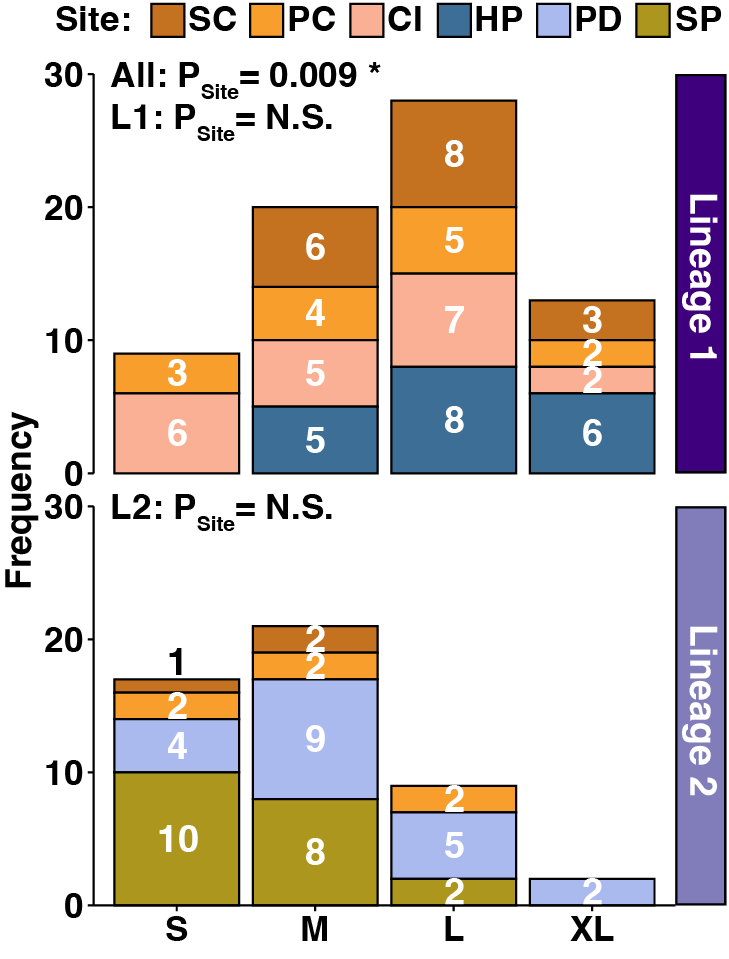 Site: SC PC CI HP PD SP
Frequency
30
20
10
0
All: PSite= 0.009 *
L1: PSite= N.S.
8
6 5
3 4 7 3
5 2
6 5 8 2
6
Lineage 1
30
20
10
0
L2: PSite= N.S.
1 2
2 2
4 9 2
10 8 5
2 2
Lineage 2
S M L XL